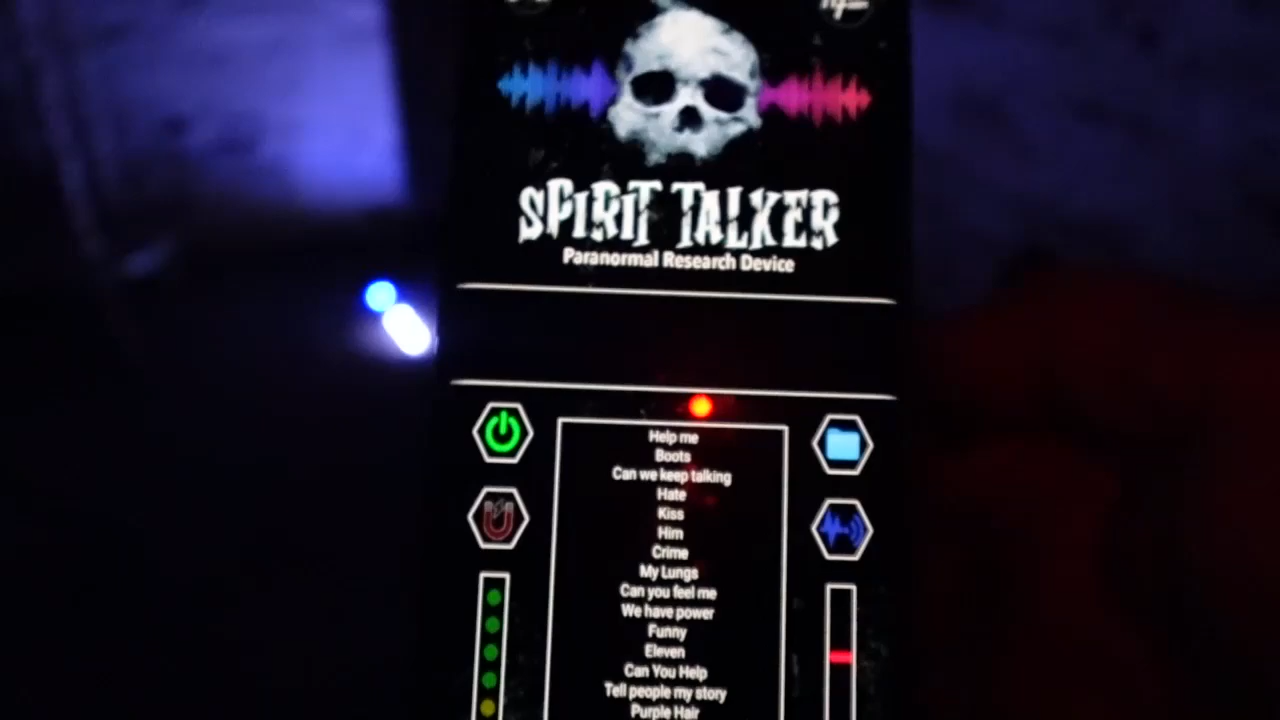 SPIRIT TALKER
Paranormal Research Device
Help me
Boots
Can we keep talking
Hate
Kiss
Him
Crime
My Lungs
Can you feel me
We have power
Funny
Eleven
Can You Help
Tell people my story
Purple Hair